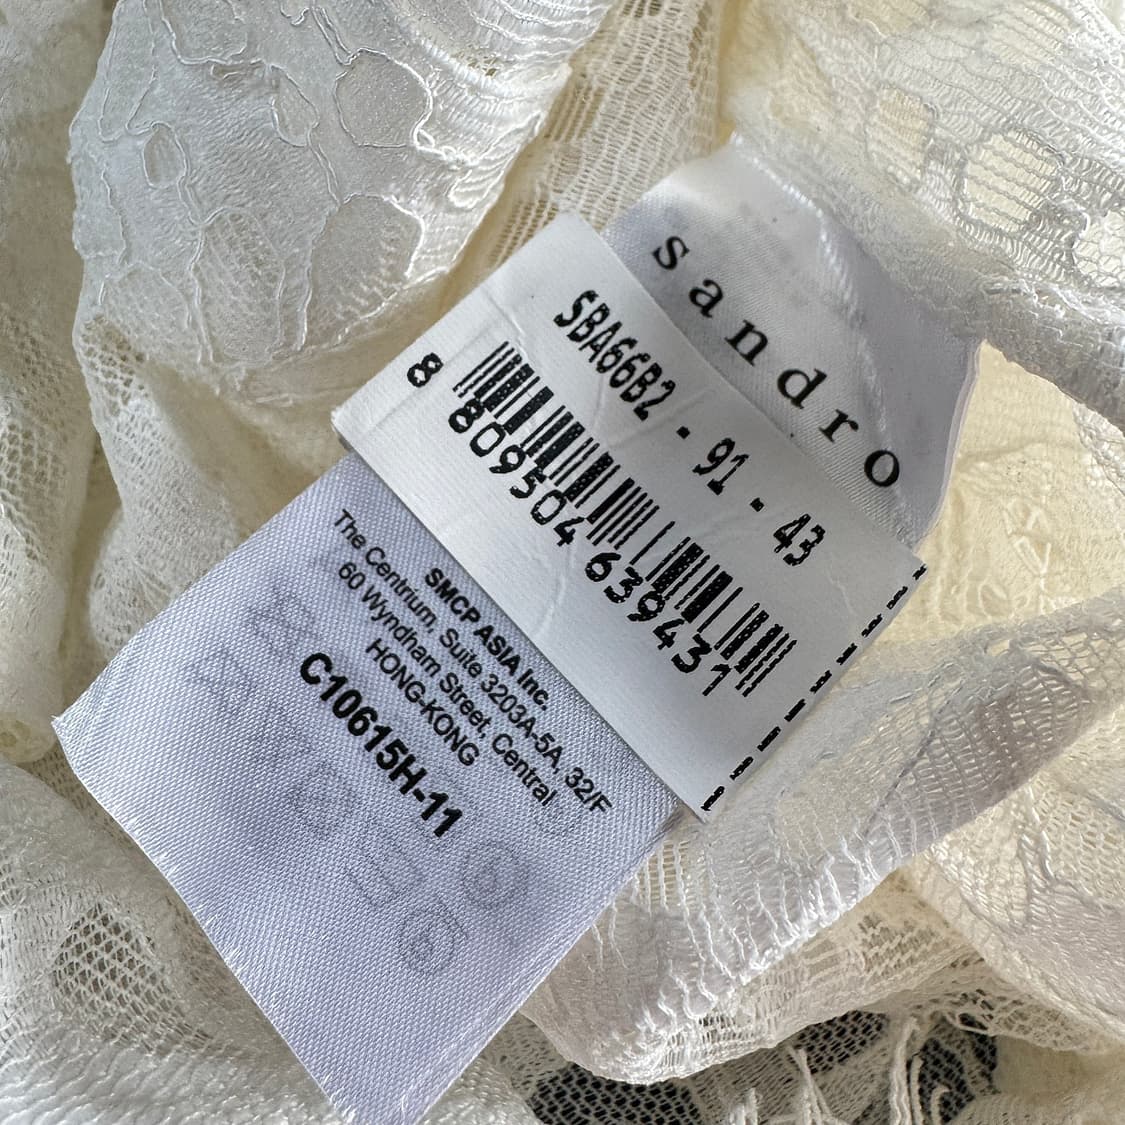 sandro
SBA66B2 - 91 - 43
8 809504 639431
SMCP ASIA Inc.
The Centrium, Suite 3203A-5A, 32/F
60 Wyndham Street, Central
HONG-KONG
C10615H-11